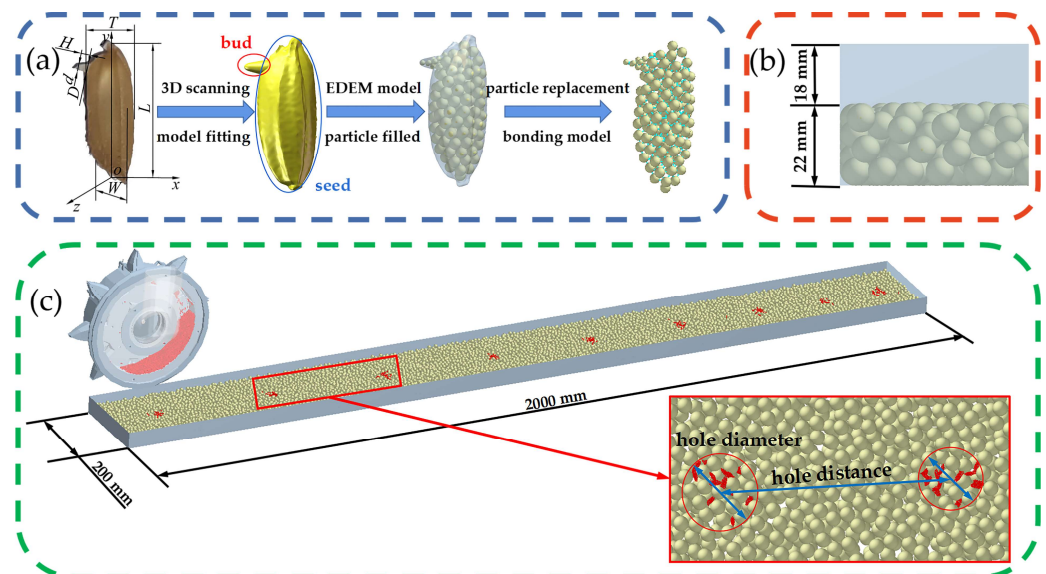 (a)
T
y
H
d
D
L
o
W
x
z
bud
3D scanning
model fitting
seed
EDEM model
particle filled
particle replacement
bonding model
(b)
18 mm
22 mm
(c)
2000 mm
200 mm
hole diameter
hole distance